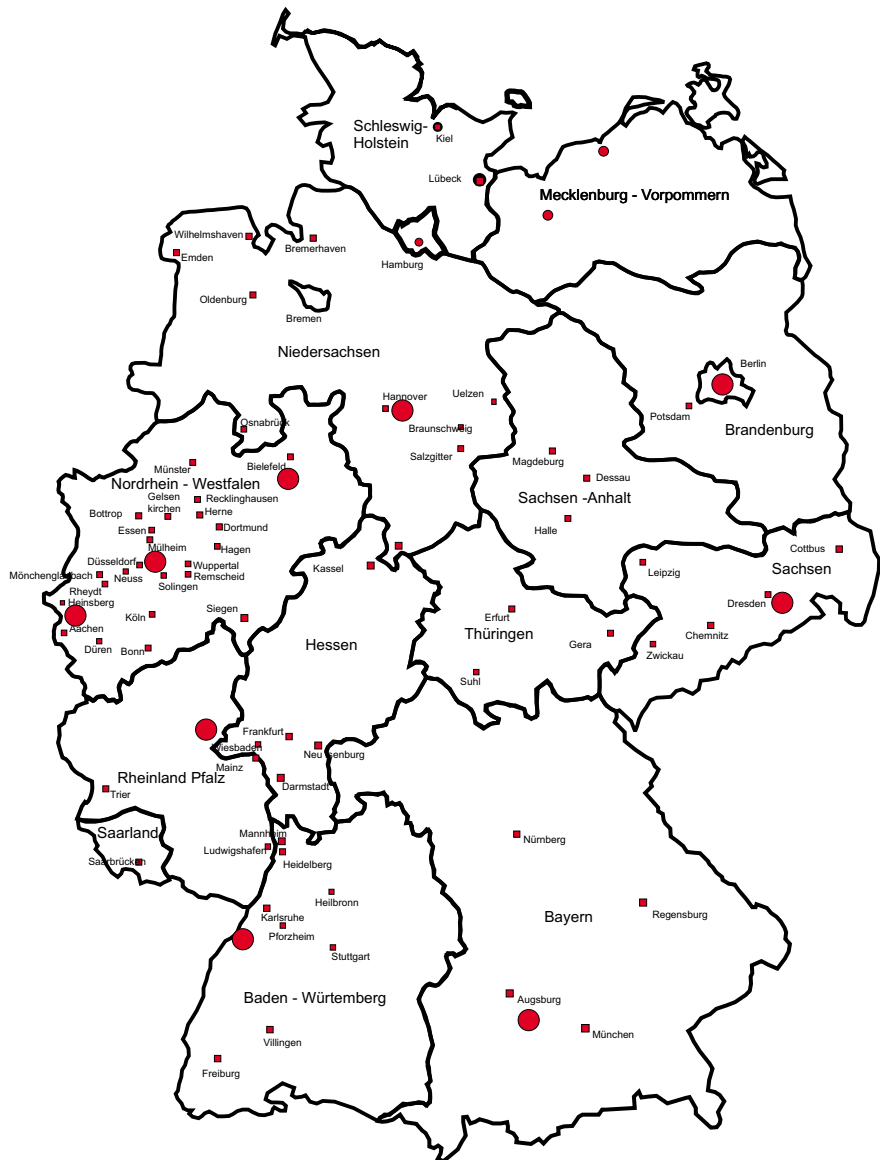 Schleswig-
Holstein
Kiel
Lübeck
Mecklenburg - Vorpommern
Wilhelmshaven
Bremerhaven
Emden
Hamburg
Oldenburg
Bremen
Niedersachsen
Berlin
Hannover
Uelzen
Potsdam
Osnabrück
Braunschweig
Brandenburg
Salzgitter
Magdeburg
Münster
Bielefeld
Nordrhein - Westfalen
Dessau
Sachsen -Anhalt
Gelsen
kirchen
Recklinghausen
Bottrop
Herne
Essen
Dortmund
Halle
Mülheim
Hagen
Cottbus
Düsseldorf
Wuppertal
Kassel
Leipzig
Sachsen
Mönchengladbach
Neuss
Remscheid
Solingen
Rheydt
Heinsberg
Dresden
Köln
Siegen
Erfurt
Aachen
Thüringen
Chemnitz
Hessen
Gera
Düren
Bonn
Zwickau
Suhl
Frankfurt
Wiesbaden
Neu Isenburg
Mainz
Rheinland Pfalz
Darmstadt
Trier
Saarland
Mannheim
Ludwigshafen
Nürnberg
Saarbrücken
Heidelberg
Heilbronn
Karlsruhe
Regensburg
Bayern
Pforzheim
Stuttgart
Baden - Würtemberg
Augsburg
München
Villingen
Freiburg